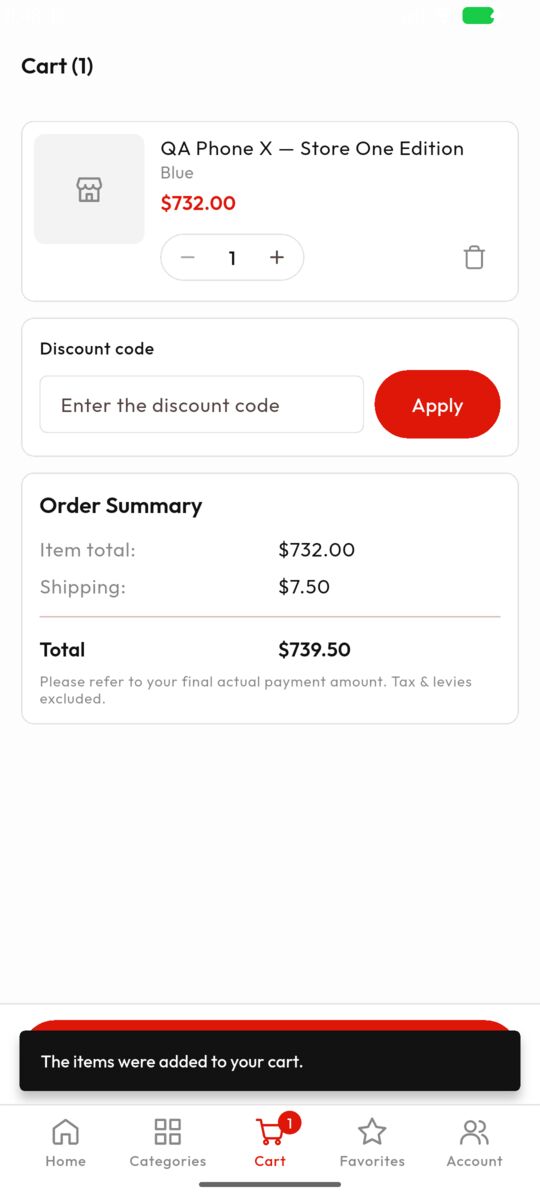 Cart (1)
QA Phone X — Store One Edition
Blue
$732.00
1
Discount code
Enter the discount code
Apply
Order Summary
Item total: $732.00
Shipping: $7.50
Total $739.50
Please refer to your final actual payment amount. Tax & levies
excluded.
The items were added to your cart.
1
Home Categories Cart Favorites Account